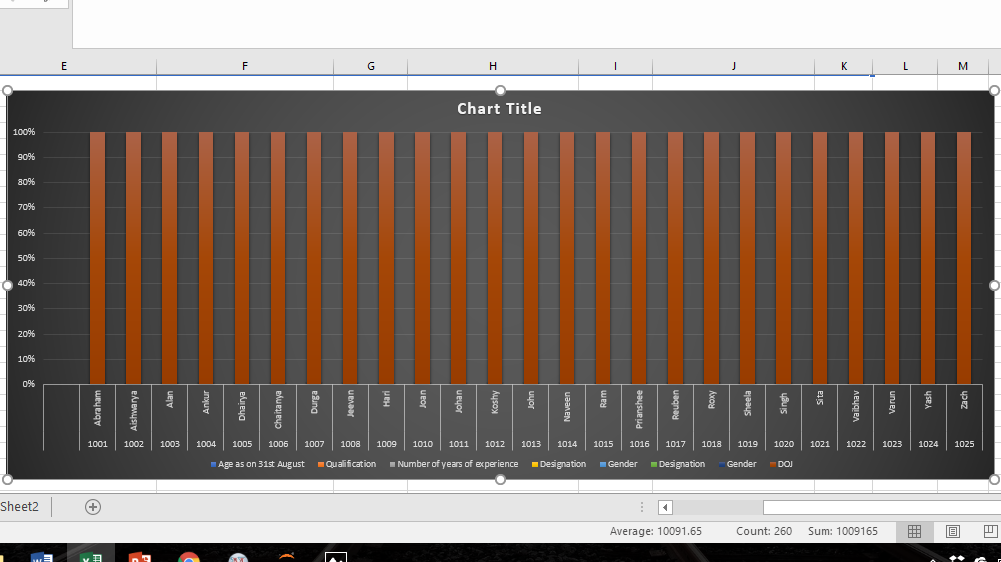 E F G H I J K L M
Chart Title
100%
90%
80%
70%
60%
50%
40%
30%
20%
10%
0%
Abraham Aishwarya Alan Ankur Dhairya Chaitanya Durga Jeevan Hari Joan Johan Koshy John Naveen Ram Prianshee Reuben Roxy Sheela Singh Sita Vaibhav Varun Yash Zach
1001 1002 1003 1004 1005 1006 1007 1008 1009 1010 1011 1012 1013 1014 1015 1016 1017 1018 1019 1020 1021 1022 1023 1024 1025
Age as on 31st August Qualification Number of years of experience Designation Gender Designation Gender DOJ
Sheet2
Average: 10091.65 Count: 260 Sum: 1009165